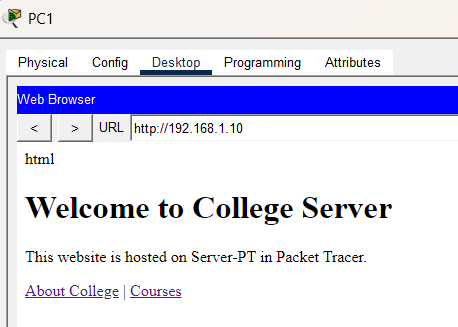 PC1
Physical Config Desktop Programming Attributes
Web Browser
< > URL http://192.168.1.10
html
Welcome to College Server
This website is hosted on Server-PT in Packet Tracer.
About College | Courses